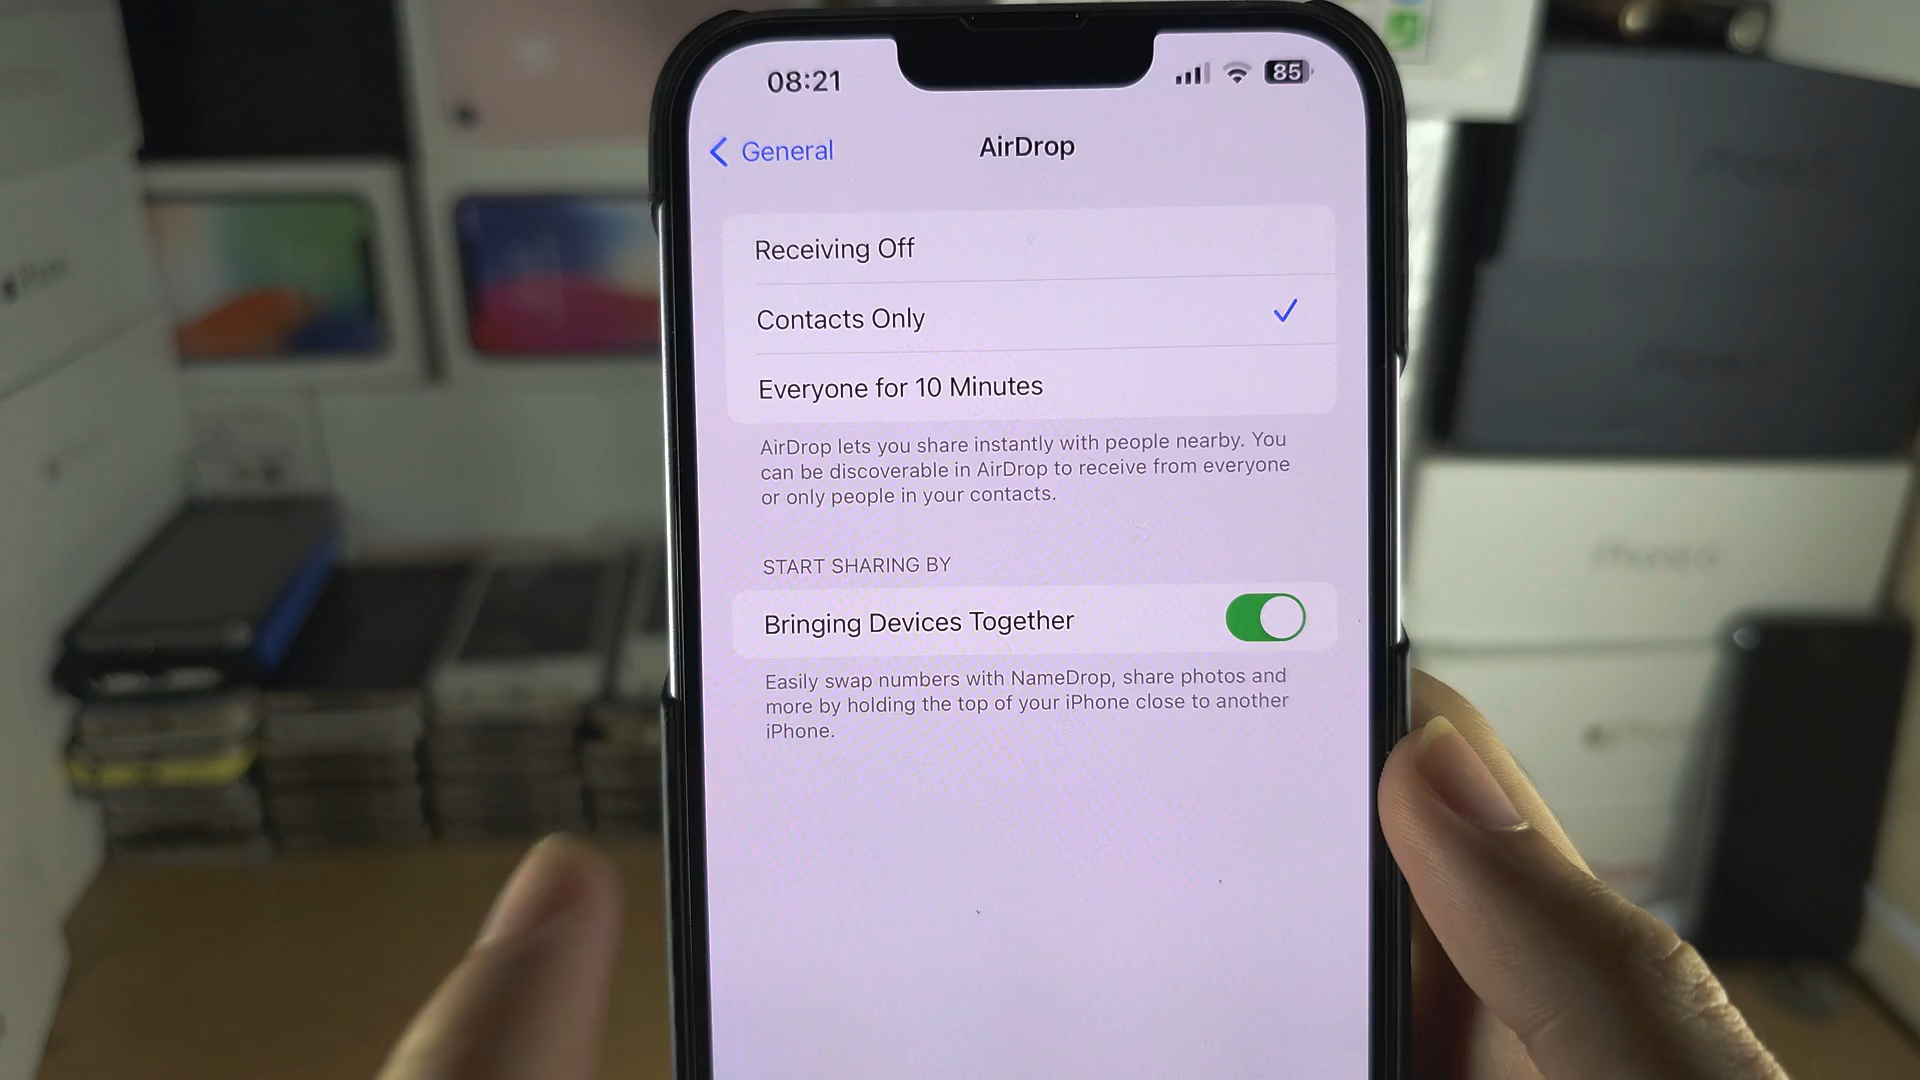 08:21
85
General
AirDrop
Receiving Off
Contacts Only
Everyone for 10 Minutes
AirDrop lets you share instantly with people nearby. You
can be discoverable in AirDrop to receive from everyone
or only people in your contacts.
START SHARING BY
Bringing Devices Together
Easily swap numbers with NameDrop, share photos and
more by holding the top of your iPhone close to another
iPhone.